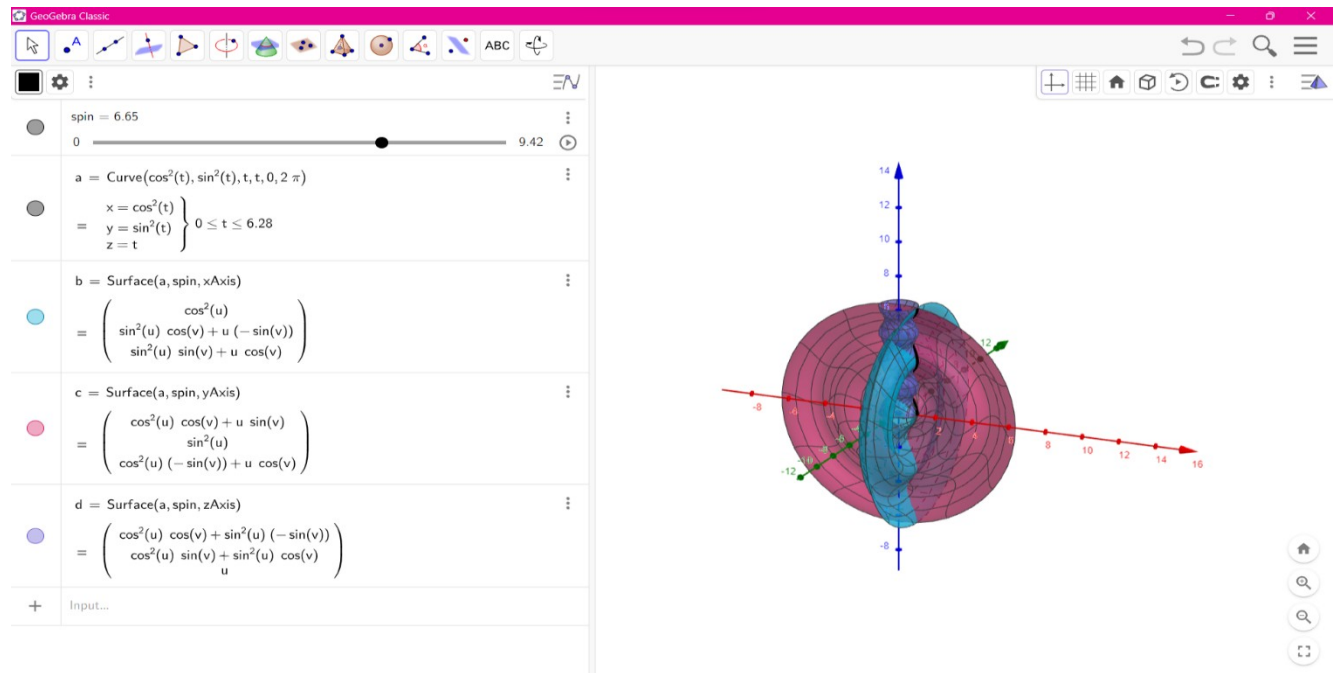 GeoGebra Classic
ABC
spin = 6.65
0 9.42
a = Curve(cos²(t), sin²(t), t, t, 0, 2 π)
x = cos²(t)
= y = sin²(t) } 0 ≤ t ≤ 6.28
z = t
b = Surface(a, spin, xAxis)
cos²(u)
= ( sin²(u) cos(v) + u (− sin(v)) )
sin²(u) sin(v) + u cos(v)
c = Surface(a, spin, yAxis)
cos²(u) cos(v) + u sin(v)
= ( sin²(u) )
cos²(u) (− sin(v)) + u cos(v)
d = Surface(a, spin, zAxis)
cos²(u) cos(v) + sin²(u) (− sin(v))
= ( cos²(u) sin(v) + sin²(u) cos(v) )
u
+ Input...
14
12
10
8
12
-8 -6 -4
2 4 6 8 10 12 14 16
-12 -10 -8 -6
-8